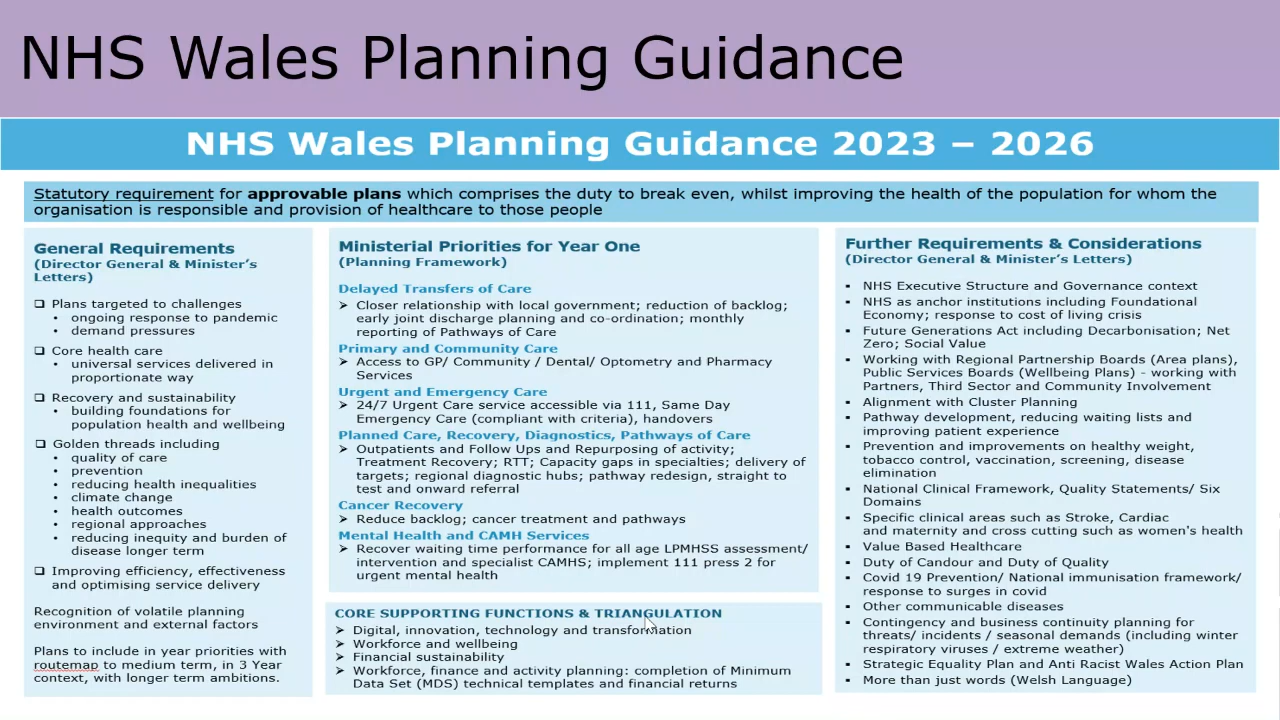 NHS Wales Planning Guidance
NHS Wales Planning Guidance 2023 – 2026
Statutory requirement for approvable plans which comprises the duty to break even, whilst improving the health of the population for whom the
organisation is responsible and provision of healthcare to those people
General Requirements
(Director General & Minister's
Letters)
❑ Plans targeted to challenges
• ongoing response to pandemic
• demand pressures
❑ Core health care
• universal services delivered in
proportionate way
❑ Recovery and sustainability
• building foundations for
population health and wellbeing
❑ Golden threads including
• quality of care
• prevention
• reducing health inequalities
• climate change
• health outcomes
• regional approaches
• reducing inequity and burden of
disease longer term
❑ Improving efficiency, effectiveness
and optimising service delivery
Recognition of volatile planning
environment and external factors
Plans to include in year priorities with
routemap to medium term, in 3 Year
context, with longer term ambitions.
Ministerial Priorities for Year One
(Planning Framework)
Delayed Transfers of Care
➢ Closer relationship with local government; reduction of backlog;
early joint discharge planning and co-ordination; monthly
reporting of Pathways of Care
Primary and Community Care
➢ Access to GP/ Community / Dental/ Optometry and Pharmacy
Services
Urgent and Emergency Care
➢ 24/7 Urgent Care service accessible via 111, Same Day
Emergency Care (compliant with criteria), handovers
Planned Care, Recovery, Diagnostics, Pathways of Care
➢ Outpatients and Follow Ups and Repurposing of activity;
Treatment Recovery; RTT; Capacity gaps in specialties; delivery of
targets; regional diagnostic hubs; pathway redesign, straight to
test and onward referral
Cancer Recovery
➢ Reduce backlog; cancer treatment and pathways
Mental Health and CAMH Services
➢ Recover waiting time performance for all age LPMHSS assessment/
intervention and specialist CAMHS; implement 111 press 2 for
urgent mental health
CORE SUPPORTING FUNCTIONS & TRIANGULATION
➢ Digital, innovation, technology and transformation
➢ Workforce and wellbeing
➢ Financial sustainability
➢ Workforce, finance and activity planning: completion of Minimum
Data Set (MDS) technical templates and financial returns
Further Requirements & Considerations
(Director General & Minister's Letters)
▪ NHS Executive Structure and Governance context
▪ NHS as anchor institutions including Foundational
Economy; response to cost of living crisis
▪ Future Generations Act including Decarbonisation; Net
Zero; Social Value
▪ Working with Regional Partnership Boards (Area plans),
Public Services Boards (Wellbeing Plans) - working with
Partners, Third Sector and Community Involvement
▪ Alignment with Cluster Planning
▪ Pathway development, reducing waiting lists and
improving patient experience
▪ Prevention and improvements on healthy weight,
tobacco control, vaccination, screening, disease
elimination
▪ National Clinical Framework, Quality Statements/ Six
Domains
▪ Specific clinical areas such as Stroke, Cardiac
and maternity and cross cutting such as women's health
▪ Value Based Healthcare
▪ Duty of Candour and Duty of Quality
▪ Covid 19 Prevention/ National immunisation framework/
response to surges in covid
▪ Other communicable diseases
▪ Contingency and business continuity planning for
threats/ incidents / seasonal demands (including winter
respiratory viruses / extreme weather)
▪ Strategic Equality Plan and Anti Racist Wales Action Plan
▪ More than just words (Welsh Language)